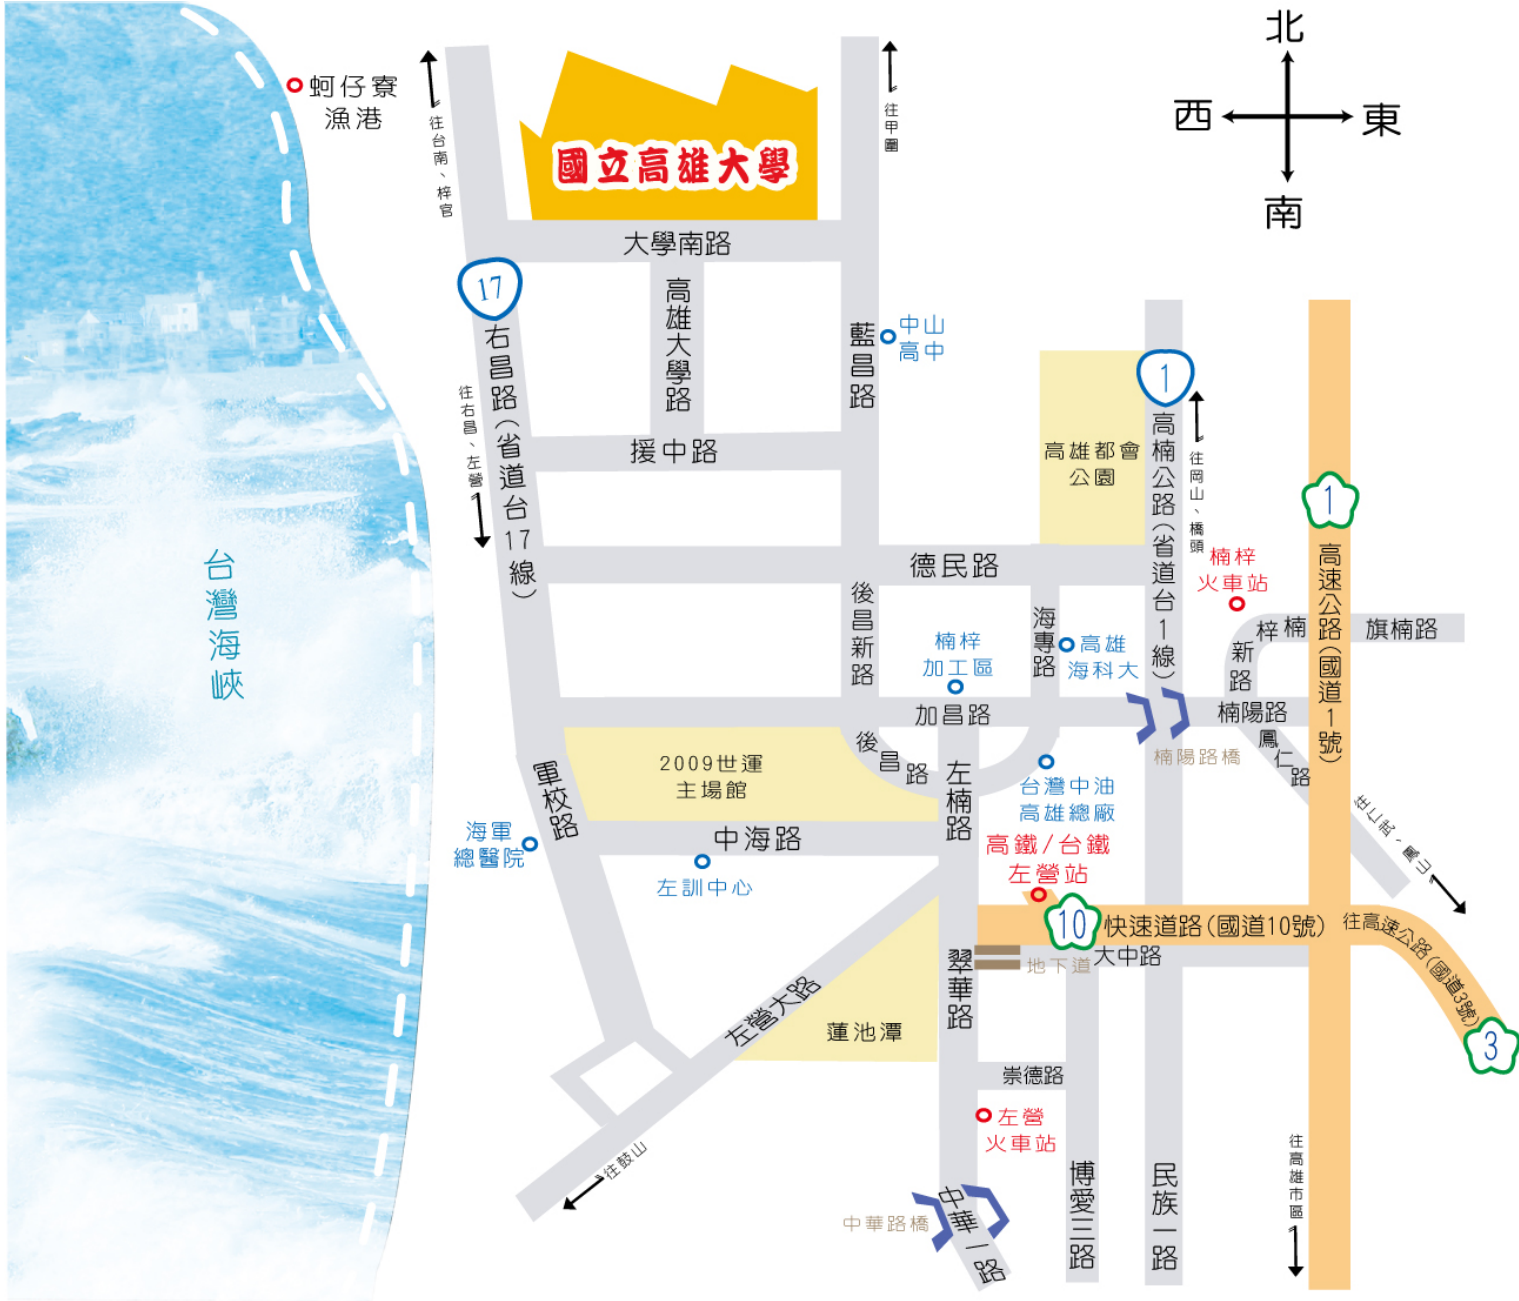 北
西
東
南
蚵仔寮
漁港
往台南、梓官
國立高雄大學
往甲圍
大學南路
17
右昌路(省道台17線)
高雄大學路
藍昌路
中山
高中
往右昌、左營
援中路
高雄都會
公園
1
高楠公路(省道台1線)
往岡山、橋頭
1
高速公路(國道1號)
德民路
楠梓
火車站
台灣海峽
後昌新路
海專路
楠梓
加工區
高雄
海科大
楠梓新路
旗楠路
加昌路
楠陽路
鳳仁路
楠陽路橋
2009世運
主場館
後昌路
左楠路
台灣中油
高雄總廠
軍校路
海軍
總醫院
中海路
左訓中心
高鐵/台鐵
左營站
往仁武、鳳山
10
快速道路(國道10號)
往高速公路(國道3號)
3
大中路
地下道
翠華路
左營大路
蓮池潭
崇德路
左營
火車站
往鼓山
中華路橋
中華一路
博愛三路
民族一路
往高雄市區